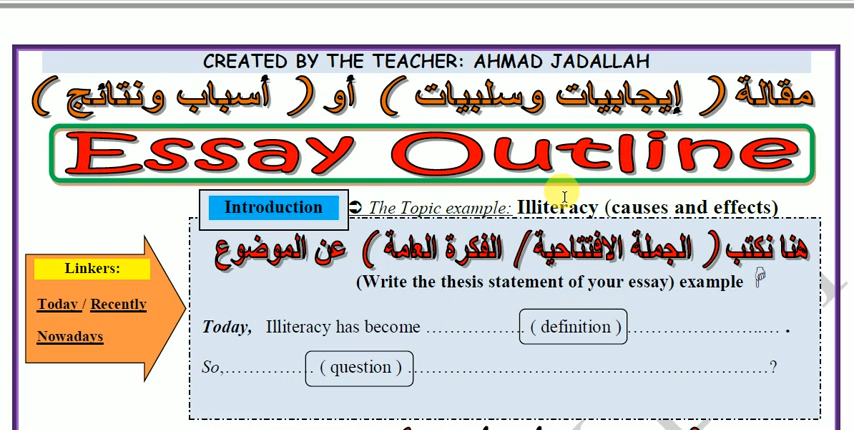 CREATED BY THE TEACHER: AHMAD JADALLAH
مقالة ( إيجابيات وسلبيات ) أو ( أسباب ونتائج )
Essay Outline
Introduction
➲ The Topic example: Illiteracy (causes and effects)
هنا نكتب ( الجملة الافتتاحية / الفكرة العامة ) عن الموضوع
(Write the thesis statement of your essay) example
Linkers:
Today / Recently
Nowadays
Today, Illiteracy has become ……………….. ( definition ) ……………………….... .
So,…………….. ( question ) ……………………………………………………?